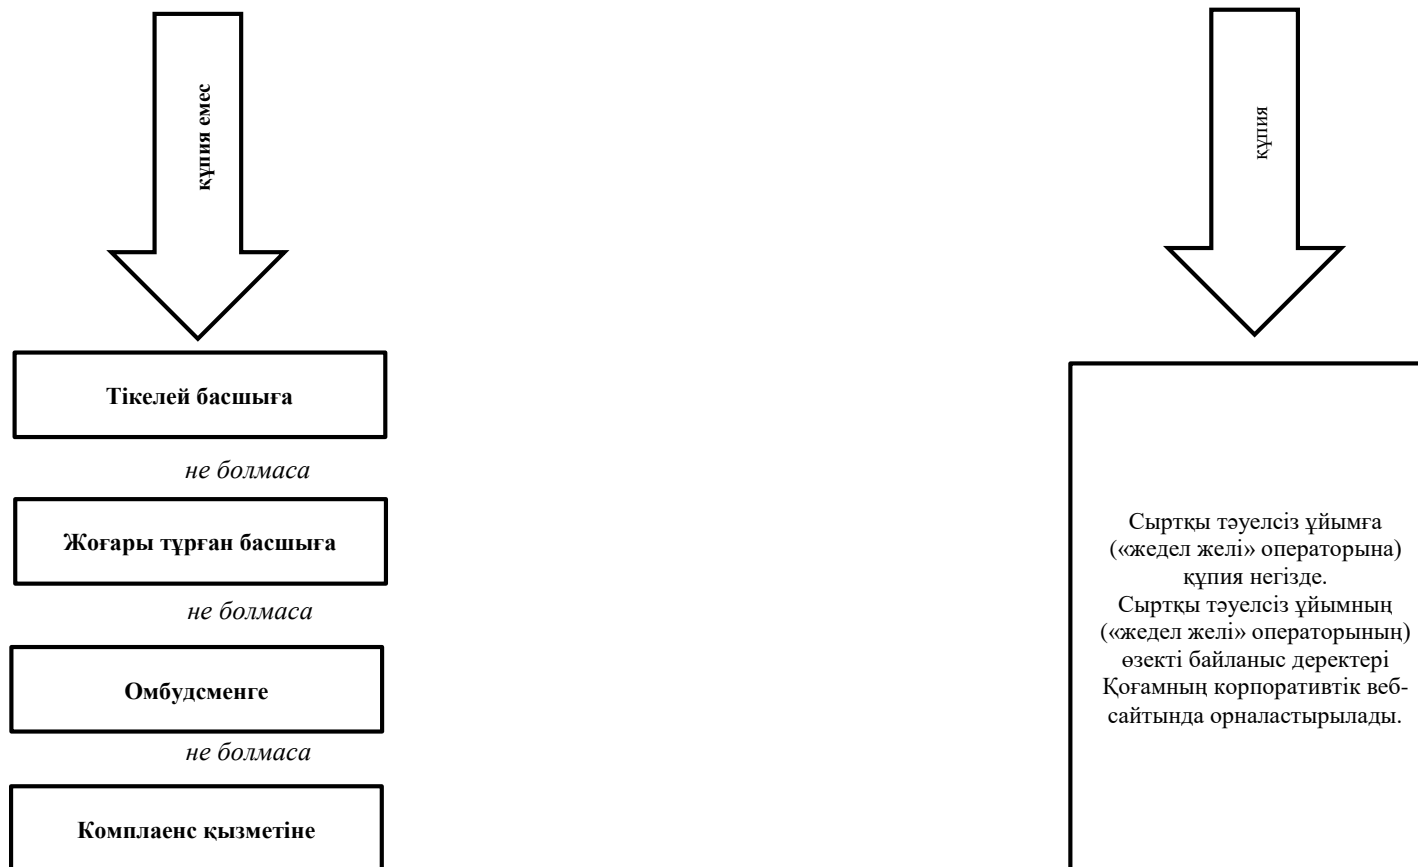 құпия емес
Тікелей басшыға
не болмаса
Жоғары тұрған басшыға
не болмаса
Омбудсменге
не болмаса
Комплаенс қызметіне
құпия
Сыртқы тәуелсіз ұйымға
(«жедел желі» операторына)
құпия негізде.
Сыртқы тәуелсіз ұйымның
(«жедел желі» операторының)
өзекті байланыс деректері
Қоғамның корпоративтік веб-
сайтында орналастырылады.